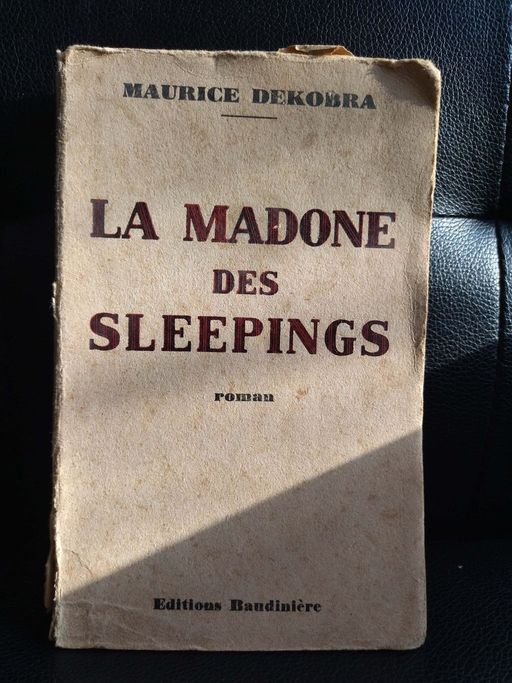 MAURICE DEKOBRA
LA MADONE
DES
SLEEPINGS
roman
Editions Baudinière